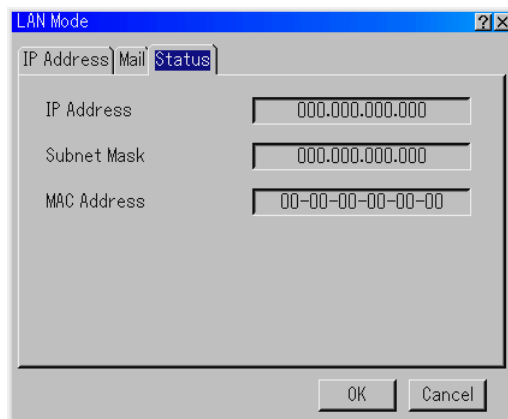 LAN Mode ? ×
IP Address Mail Status
IP Address 000.000.000.000
Subnet Mask 000.000.000.000
MAC Address 00-00-00-00-00-00
OK Cancel